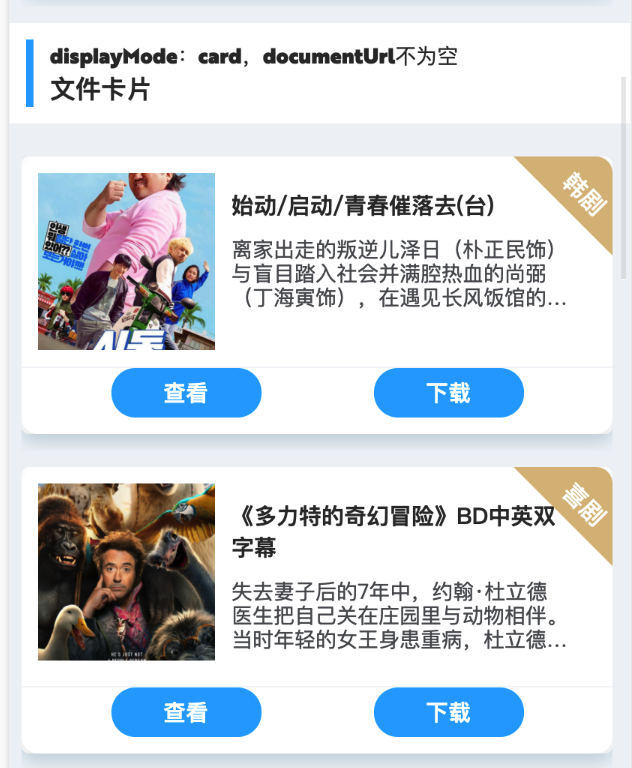 displayMode：card，documentUrl不为空
文件卡片
韩剧
始动/启动/青春催落去(台)
离家出走的叛逆儿泽日（朴正民饰）
与盲目踏入社会并满腔热血的尚弼
（丁海寅饰），在遇见长风饭馆的...
시동
查看
下载
喜剧
《多力特的奇幻冒险》BD中英双
字幕
失去妻子后的7年中，约翰·杜立德
医生把自己关在庄园里与动物相伴。
当时年轻的女王身患重病，杜立德...
HE'S JUST NOT
A PEOPLE PERSON
查看
下载